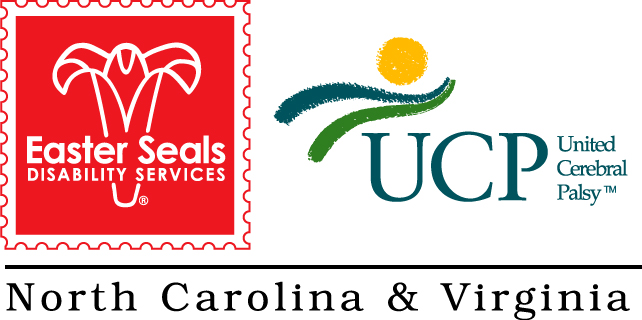 Easter Seals
DISABILITY SERVICES
®
UCP
United
Cerebral
Palsy™
North Carolina & Virginia